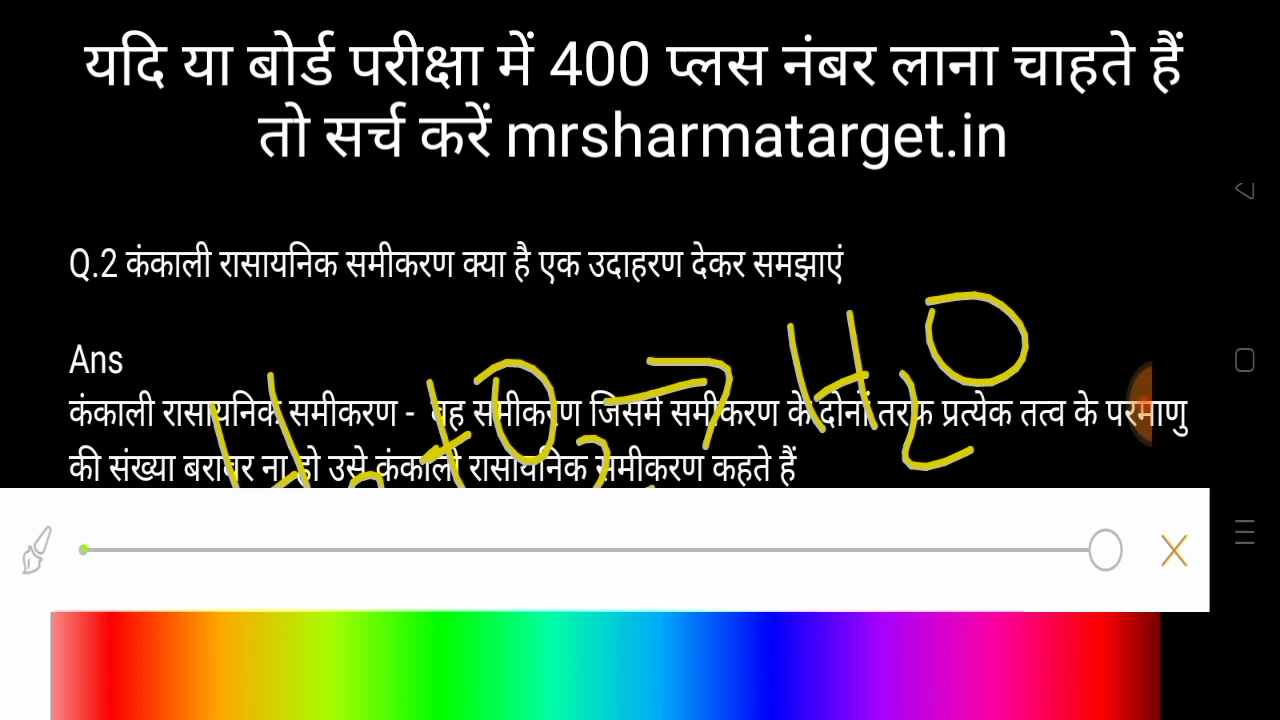 यदि या बोर्ड परीक्षा में 400 प्लस नंबर लाना चाहते हैं
तो सर्च करें mrsharmatarget.in
Q.2 कंकाली रासायनिक समीकरण क्या है एक उदाहरण देकर समझाएं
Ans
कंकाली रासायनिक समीकरण - वह समीकरण जिसमें समीकरण के दोनों तरफ प्रत्येक तत्व के परमाणु
की संख्या बराबर ना हो उसे कंकाली रासायनिक समीकरण कहते हैं
H₂+O₂→H₂O